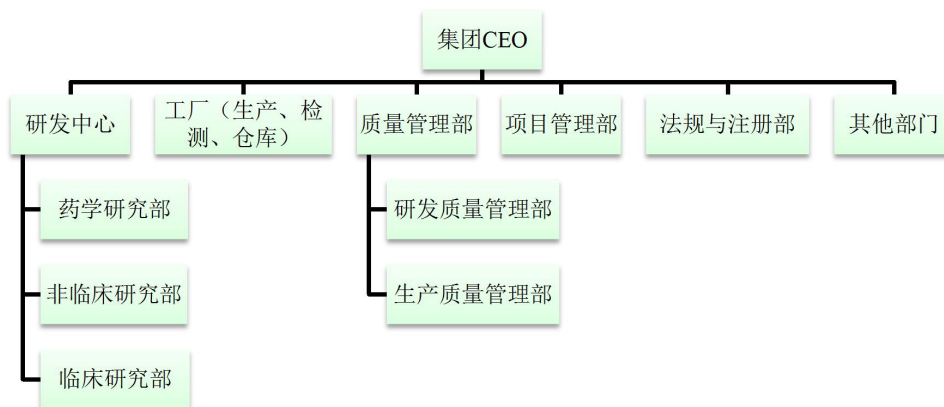 集团CEO
研发中心
工厂（生产、检
测、仓库）
质量管理部
项目管理部
法规与注册部
其他部门
药学研究部
研发质量管理部
非临床研究部
生产质量管理部
临床研究部